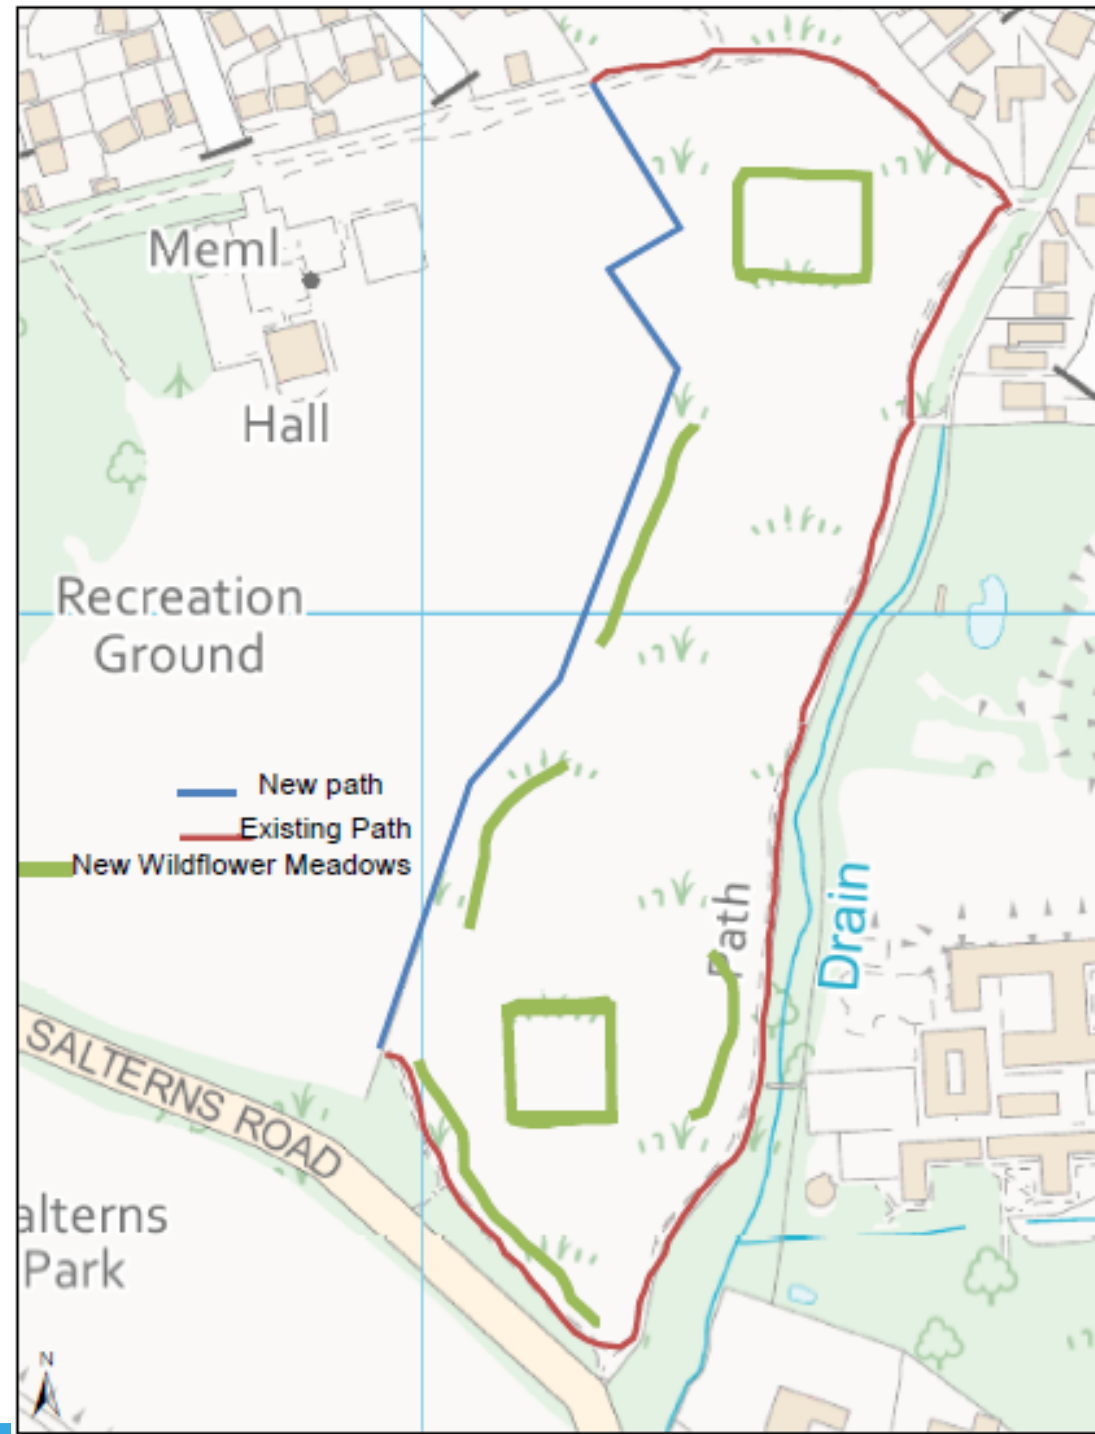 Meml
Hall
Recreation
Ground
New path
Existing Path
New Wildflower Meadows
Path
Drain
SALTERNS ROAD
alterns
Park
N